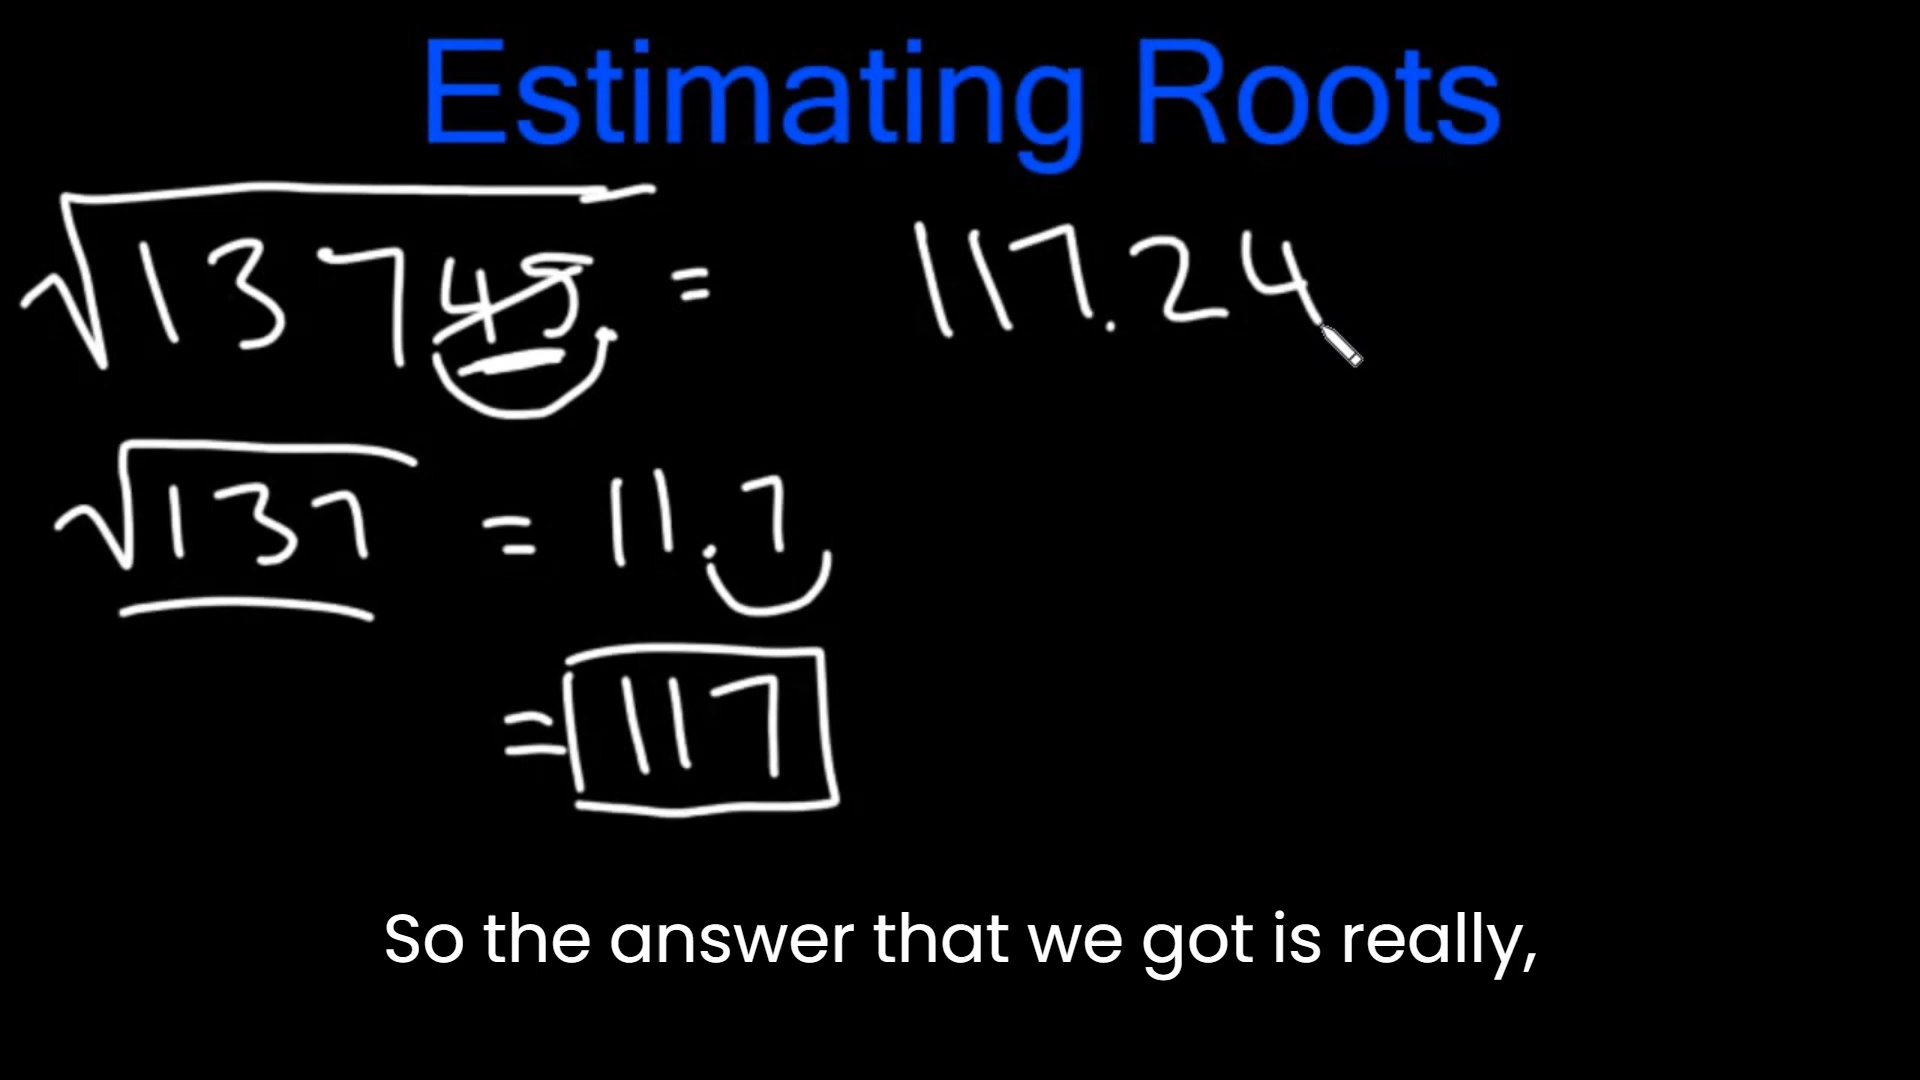 Estimating Roots
√13745. = 117.24
√137 = 11.7
= 117
So the answer that we got is really,